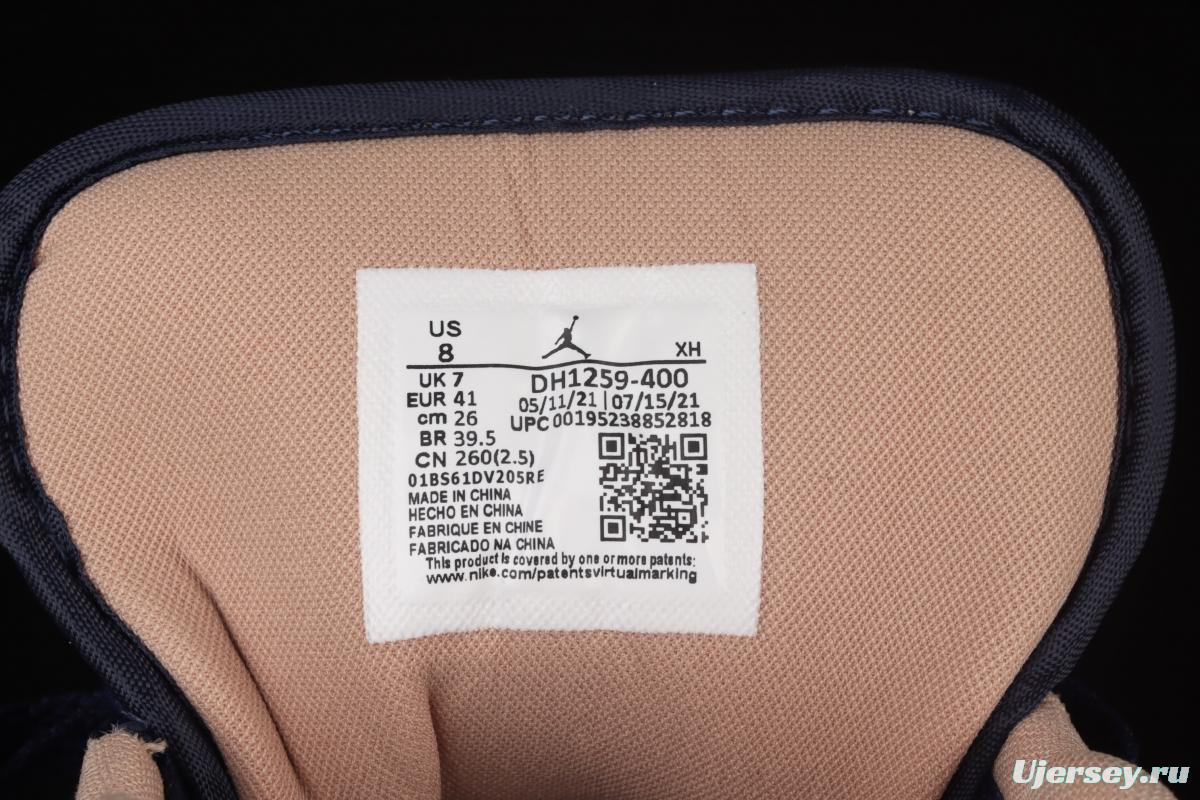 US
8
XH
UK 7
EUR 41
cm 26
BR 39.5
CN 260(2.5)
DH1259-400
05/11/21 | 07/15/21
UPC 00195238852818
01BS61DV205RE
MADE IN CHINA
HECHO EN CHINA
FABRIQUE EN CHINE
FABRICADO NA CHINA
This product is covered by one or more patents:
www.nike.com/patentsvirtualmarking
Ujersey.ru